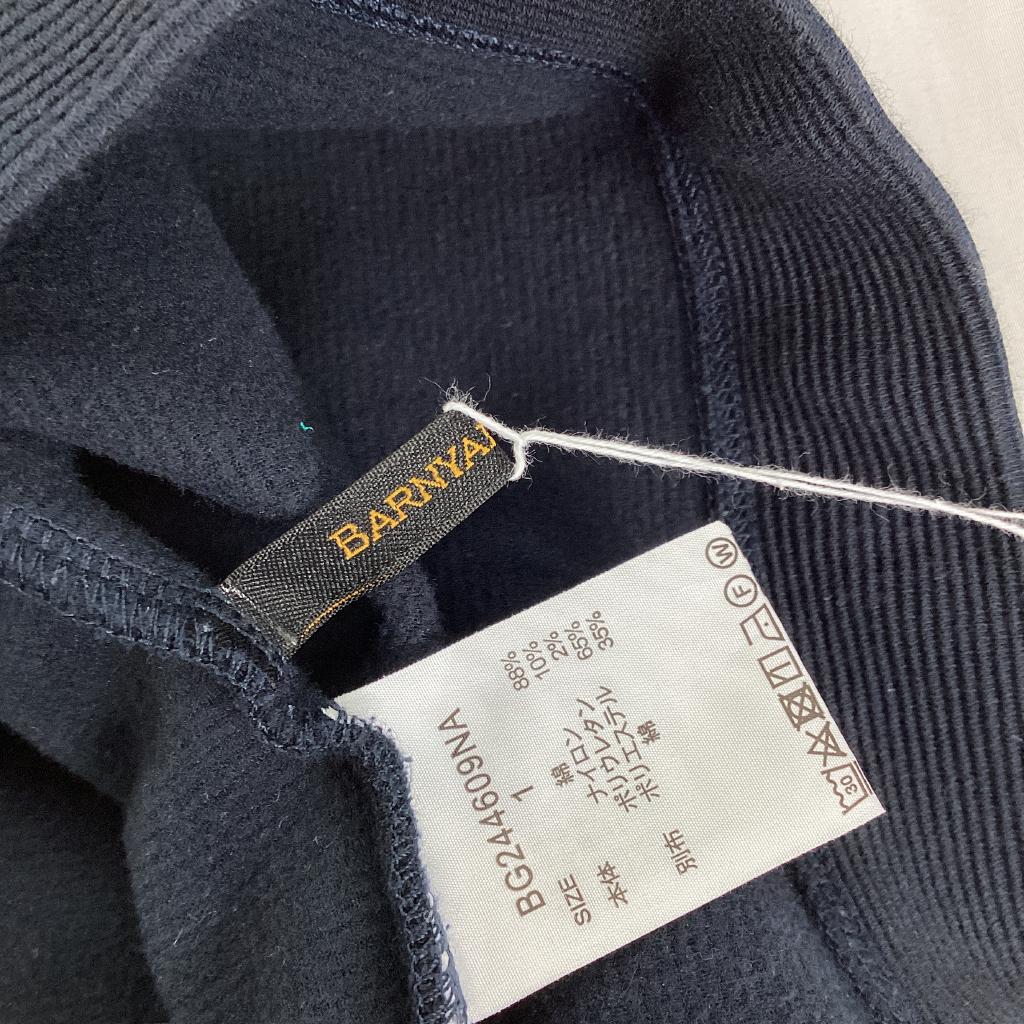 BARNYA
BG244609NA
SIZE 1
本体 綿 88%
ナイロン 10%
ポリウレタン 2%
別布 ポリエステル 65%
綿 35%
30
F
W